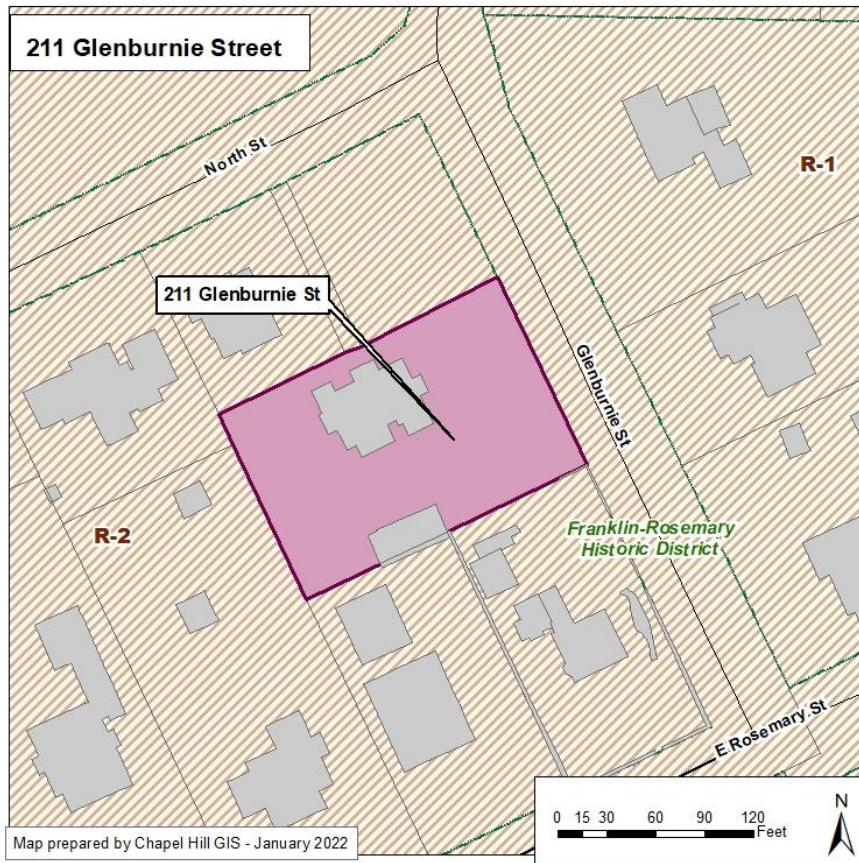 211 Glenburnie Street
North St
R-1
211 Glenburnie St
Glenburnie St
R-2
Franklin-Rosemary
Historic District
E Rosemary St
0 15 30 60 90 120
Feet
N
Map prepared by Chapel Hill GIS - January 2022